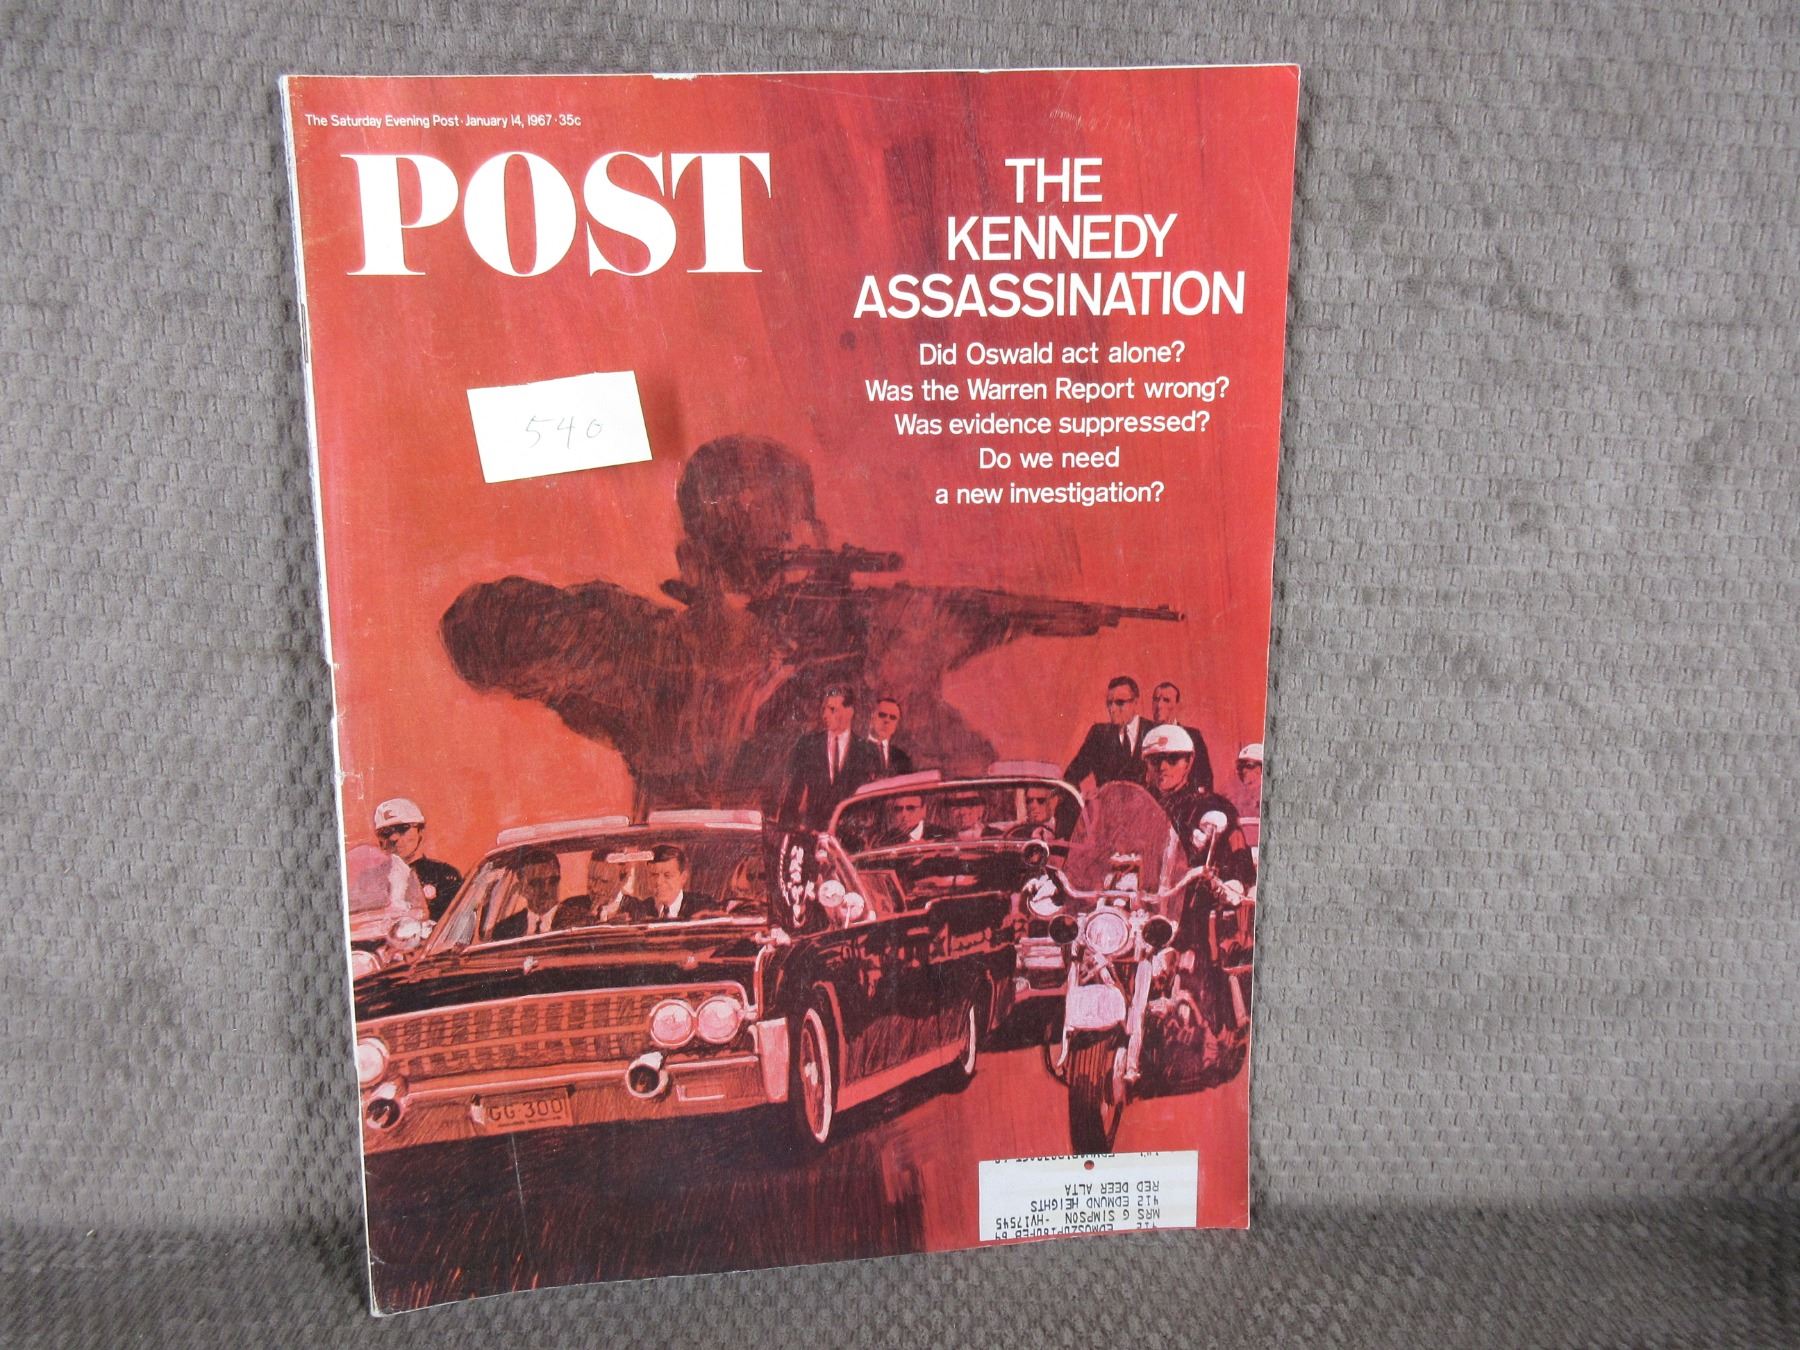 The Saturday Evening Post · January 14, 1967 · 35c
POST
THE
KENNEDY
ASSASSINATION
Did Oswald act alone?
Was the Warren Report wrong?
Was evidence suppressed?
Do we need
a new investigation?
540
GG·300
412
MRS G SIMPSON -HV17545
412 EDMUND HEIGHTS
RED DEER ALTA